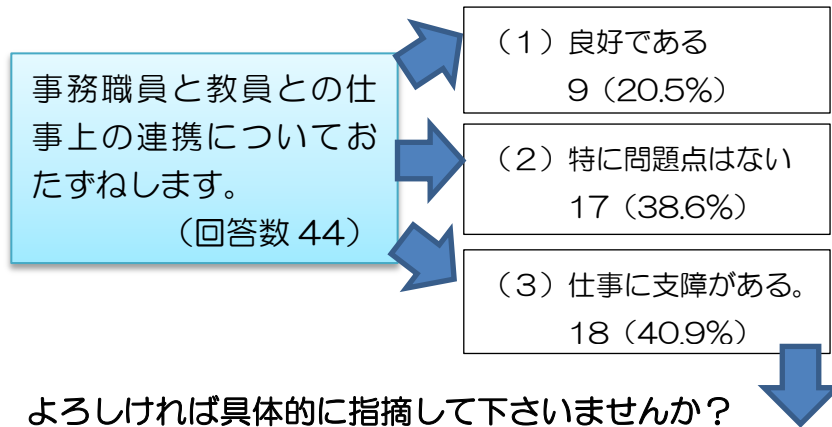 事務職員と教員との仕
事上の連携についてお
たずねします。
（回答数 44）
（１）良好である
9（20.5%）
（２）特に問題点はない
17（38.6%）
（３）仕事に支障がある。
18（40.9%）
よろしければ具体的に指摘して下さいませんか？